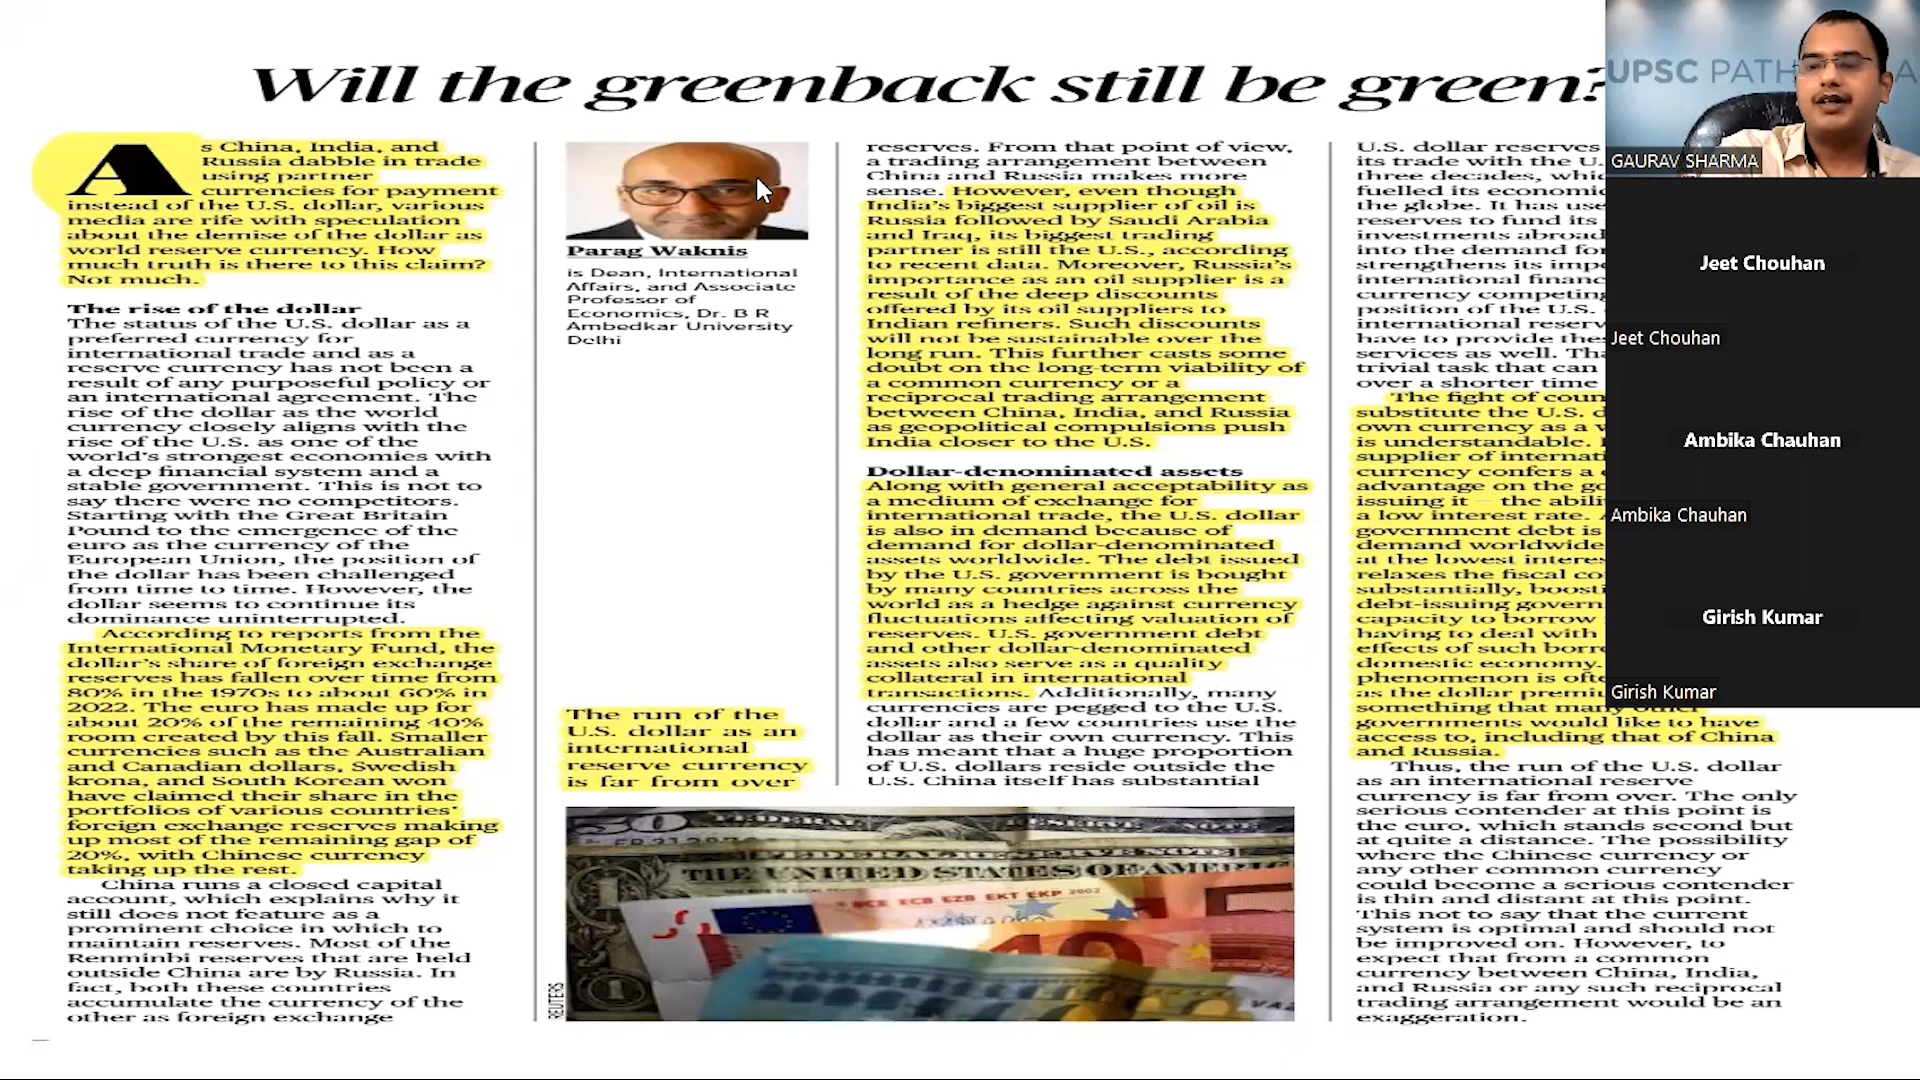 Will the greenback still be green?
As China, India, and
Russia dabble in trade
using partner
currencies for payment
instead of the U.S. dollar, various
media are rife with speculation
about the demise of the dollar as
world reserve currency. How
much truth is there to this claim?
Not much.
The rise of the dollar
The status of the U.S. dollar as a
preferred currency for
international trade and as a
reserve currency has not been a
result of any purposeful policy or
an international agreement. The
rise of the dollar as the world
currency closely aligns with the
rise of the U.S. as one of the
world's strongest economies with
a deep financial system and a
stable government. This is not to
say there were no competitors.
Starting with the Great Britain
Pound to the emergence of the
euro as the currency of the
European Union, the position of
the dollar has been challenged
from time to time. However, the
dollar seems to continue its
dominance uninterrupted.
According to reports from the
International Monetary Fund, the
dollar's share of foreign exchange
reserves has fallen over time from
80% in the 1970s to about 60% in
2022. The euro has made up for
about 20% of the remaining 40%
room created by this fall. Smaller
currencies such as the Australian
and Canadian dollars, Swedish
krona, and South Korean won
have claimed their share in the
portfolios of various countries'
foreign exchange reserves making
up most of the remaining gap of
20%, with Chinese currency
taking up the rest.
China runs a closed capital
account, which explains why it
still does not feature as a
prominent choice in which to
maintain reserves. Most of the
Renminbi reserves that are held
outside China are by Russia. In
fact, both these countries
accumulate the currency of the
other as foreign exchange
Parag Waknis
is Dean, International
Affairs, and Associate
Professor of
Economics, Dr. B R
Ambedkar University
Delhi
The run of the
U.S. dollar as an
international
reserve currency
is far from over
reserves. From that point of view,
a trading arrangement between
China and Russia makes more
sense. However, even though
India's biggest supplier of oil is
Russia followed by Saudi Arabia
and Iraq, its biggest trading
partner is still the U.S., according
to recent data. Moreover, Russia's
importance as an oil supplier is a
result of the deep discounts
offered by its oil suppliers to
Indian refiners. Such discounts
will not be sustainable over the
long run. This further casts some
doubt on the long-term viability of
a common currency or a
reciprocal trading arrangement
between China, India, and Russia
as geopolitical compulsions push
India closer to the U.S.
Dollar-denominated assets
Along with general acceptability as
a medium of exchange for
international trade, the U.S. dollar
is also in demand because of
demand for dollar-denominated
assets worldwide. The debt issued
by the U.S. government is bought
by many countries across the
world as a hedge against currency
fluctuations affecting valuation of
reserves. U.S. government debt
and other dollar-denominated
assets also serve as a quality
collateral in international
transactions. Additionally, many
currencies are pegged to the U.S.
dollar and a few countries use the
dollar as their own currency. This
has meant that a huge proportion
of U.S. dollars reside outside the
U.S. China itself has substantial
REUTERS
50
FEDERAL
FEDERAL RESERVE NOTE
THE UNITED STATES OF AMERICA
BCE ECB EZB EKT EKP 2002
10
1
U.S. dollar reserves
its trade with the U.
three decades, whic
fuelled its economic
the globe. It has use
reserves to fund its
investments abroad
into the demand for
strengthens its impo
international financ
currency competing
position of the U.S.
international reserv
have to provide the
services as well. Tha
trivial task that can
over a shorter time
The fight of coun
substitute the U.S. d
own currency as a w
is understandable.
supplier of internati
currency confers a
advantage on the go
issuing it – the abili
a low interest rate.
government debt is
demand worldwide
at the lowest interes
relaxes the fiscal co
substantially, boosti
debt-issuing govern
capacity to borrow
having to deal with
effects of such borr
domestic economy.
phenomenon is ofte
as the dollar premiu
something that many other
governments would like to have
access to, including that of China
and Russia.
Thus, the run of the U.S. dollar
as an international reserve
currency is far from over. The only
serious contender at this point is
the euro, which stands second but
at quite a distance. The possibility
where the Chinese currency or
any other common currency
could become a serious contender
is thin and distant at this point.
This not to say that the current
system is optimal and should not
be improved on. However, to
expect that from a common
currency between China, India,
and Russia or any such reciprocal
trading arrangement would be an
exaggeration.
UPSC PATH A
GAURAV SHARMA
Jeet Chouhan
Jeet Chouhan
Ambika Chauhan
Ambika Chauhan
Girish Kumar
Girish Kumar